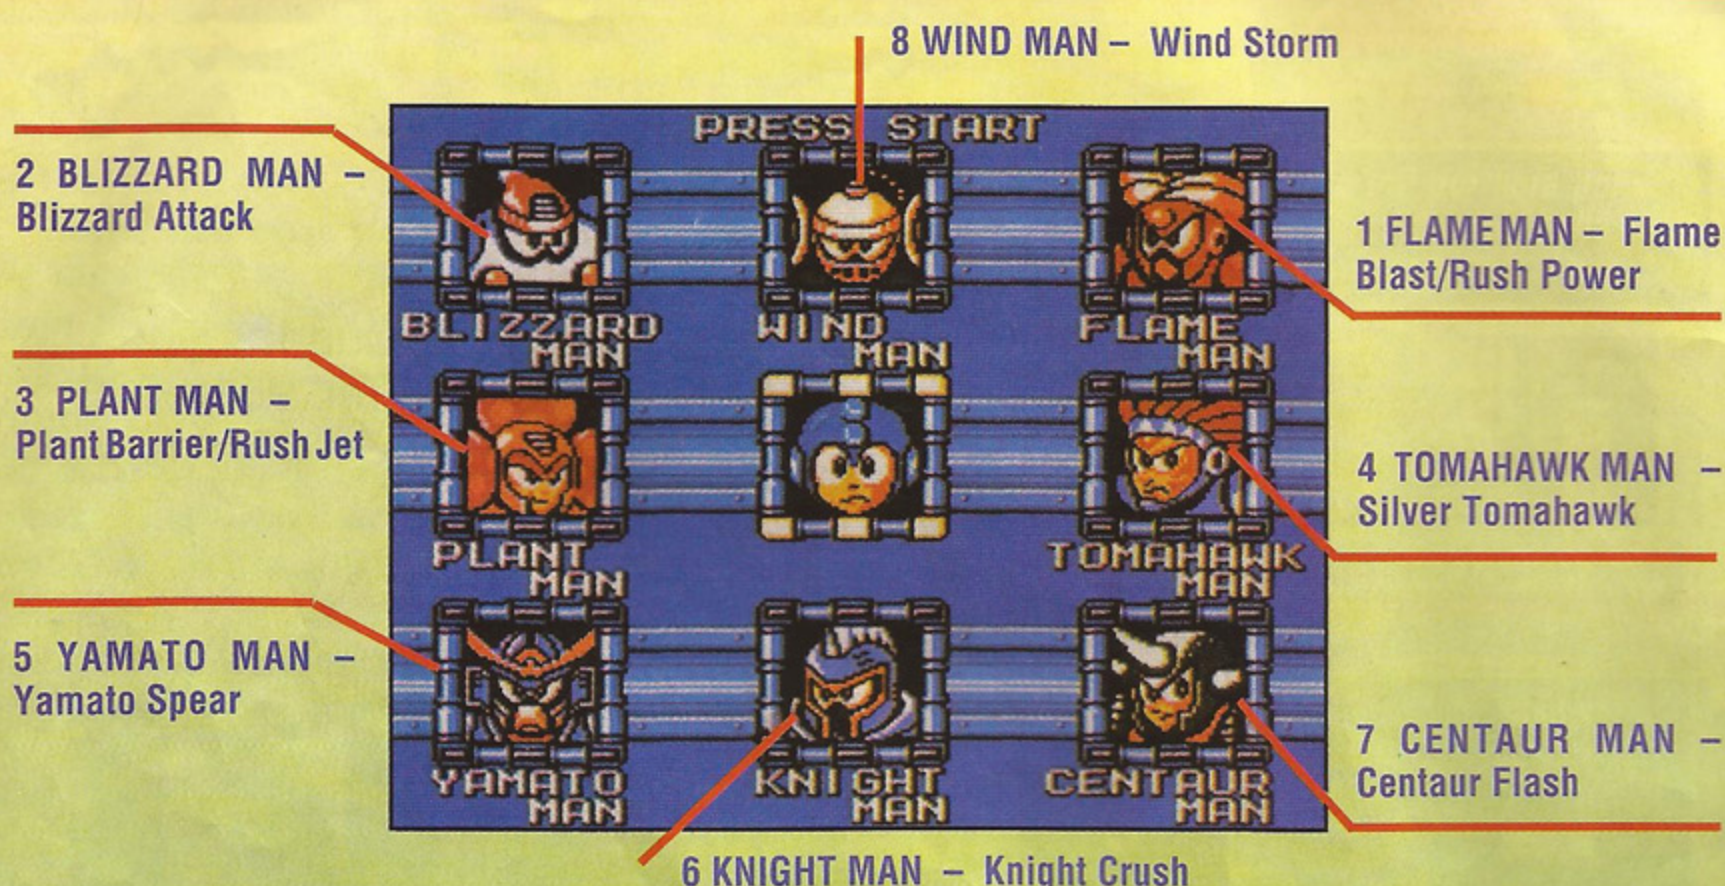 8 WIND MAN – Wind Storm
2 BLIZZARD MAN –
Blizzard Attack
1 FLAME MAN – Flame
Blast/Rush Power
3 PLANT MAN –
Plant Barrier/Rush Jet
4 TOMAHAWK MAN –
Silver Tomahawk
5 YAMATO MAN –
Yamato Spear
7 CENTAUR MAN –
Centaur Flash
6 KNIGHT MAN – Knight Crush
PRESS START
BLIZZARD
MAN
WIND
MAN
FLAME
MAN
PLANT
MAN
TOMAHAWK
MAN
YAMATO
MAN
KNIGHT
MAN
CENTAUR
MAN